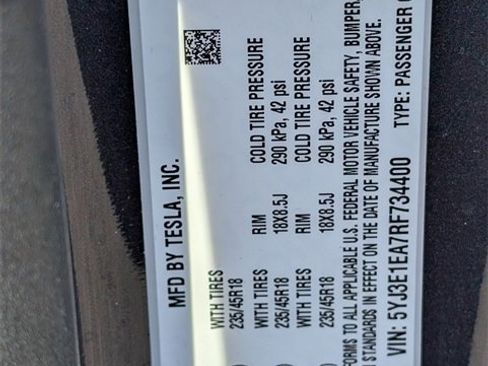 MFD BY TESLA, INC.
WITH TIRES RIM COLD TIRE PRESSURE
235/45R18 18X8.5J 290 kPa, 42 psi
WITH TIRES RIM COLD TIRE PRESSURE
235/45R18 18X8.5J 290 kPa, 42 psi
FORMS TO ALL APPLICABLE U.S. FEDERAL MOTOR VEHICLE SAFETY, BUMPER,
STANDARDS IN EFFECT ON THE DATE OF MANUFACTURE SHOWN ABOVE.
VIN: 5YJ3E1EA7RF734400 TYPE: PASSENGER